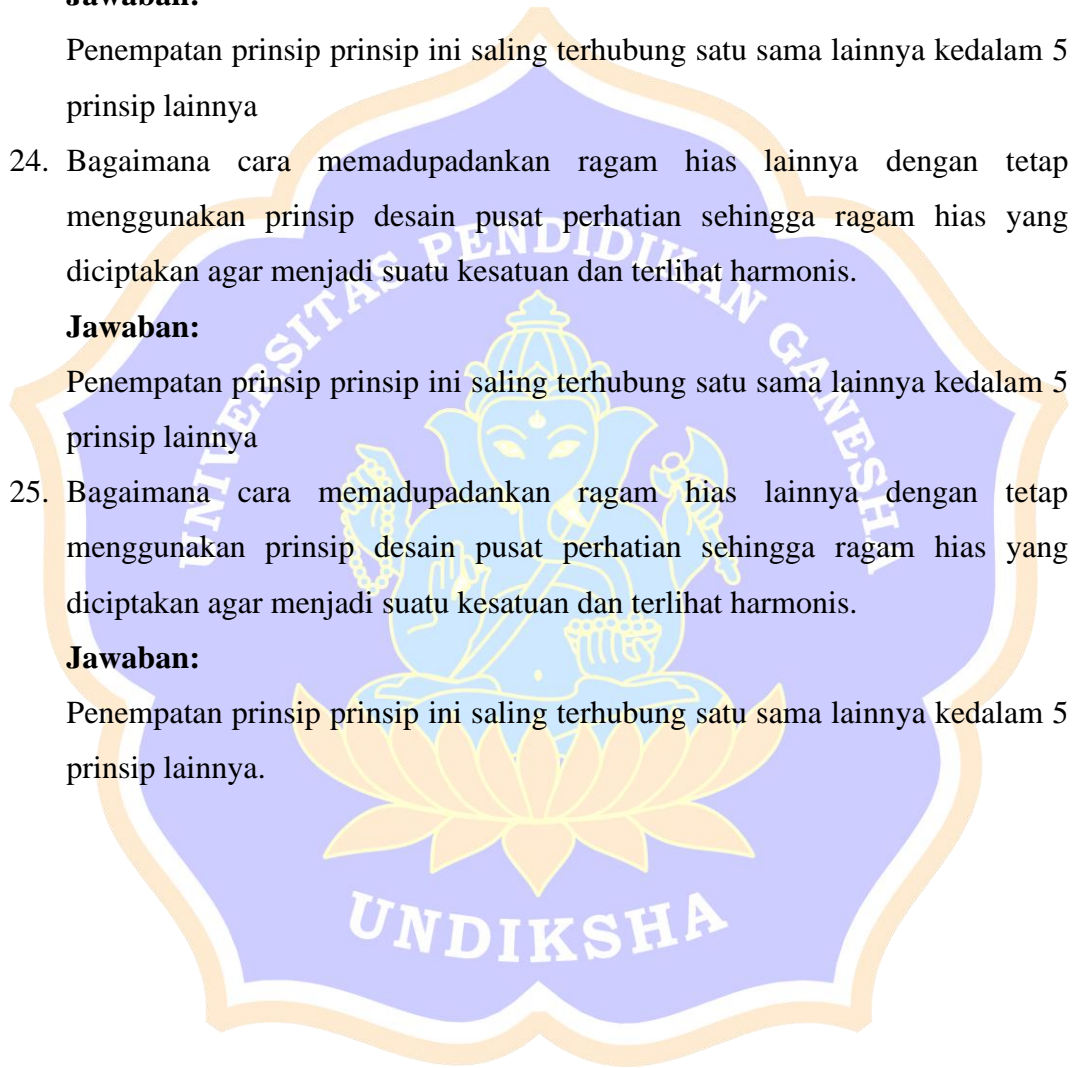 Jawaban:
Penempatan prinsip prinsip ini saling terhubung satu sama lainnya kedalam 5
prinsip lainnya
24. Bagaimana cara memadupadankan ragam hias lainnya dengan tetap
menggunakan prinsip desain pusat perhatian sehingga ragam hias yang
diciptakan agar menjadi suatu kesatuan dan terlihat harmonis.
Jawaban:
Penempatan prinsip prinsip ini saling terhubung satu sama lainnya kedalam 5
prinsip lainnya
25. Bagaimana cara memadupadankan ragam hias lainnya dengan tetap
menggunakan prinsip desain pusat perhatian sehingga ragam hias yang
diciptakan agar menjadi suatu kesatuan dan terlihat harmonis.
Jawaban:
Penempatan prinsip prinsip ini saling terhubung satu sama lainnya kedalam 5
prinsip lainnya.
UNIVERSITAS PENDIDIKAN GANESHA
UNDIKSHA